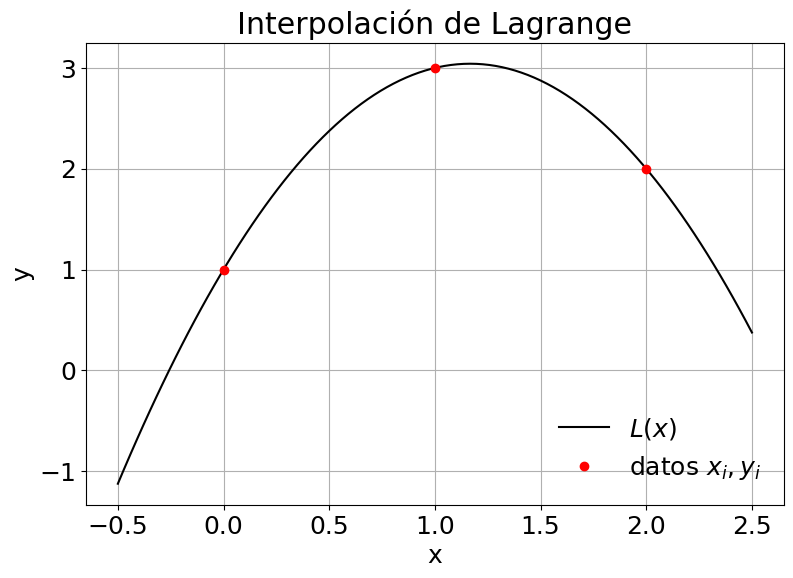 Interpolación de Lagrange
y
3
2
1
0
−1
L(x)
datos x_i, y_i
−0.5 0.0 0.5 1.0 1.5 2.0 2.5
x